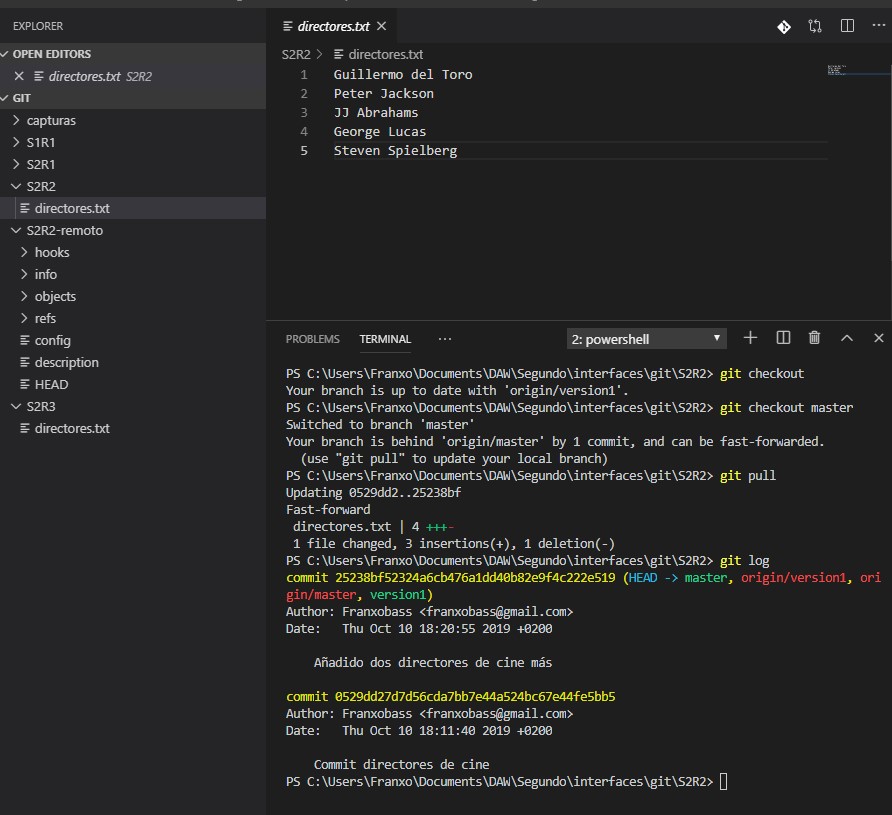 EXPLORER
OPEN EDITORS
directores.txt S2R2
GIT
capturas
S1R1
S2R1
S2R2
directores.txt
S2R2-remoto
hooks
info
objects
refs
config
description
HEAD
S2R3
directores.txt
directores.txt
S2R2 > directores.txt
1 Guillermo del Toro
2 Peter Jackson
3 JJ Abrahams
4 George Lucas
5 Steven Spielberg
PROBLEMS TERMINAL ··· 2: powershell
PS C:\Users\Franxo\Documents\DAW\Segundo\interfaces\git\S2R2> git checkout
Your branch is up to date with 'origin/version1'.
PS C:\Users\Franxo\Documents\DAW\Segundo\interfaces\git\S2R2> git checkout master
Switched to branch 'master'
Your branch is behind 'origin/master' by 1 commit, and can be fast-forwarded.
(use "git pull" to update your local branch)
PS C:\Users\Franxo\Documents\DAW\Segundo\interfaces\git\S2R2> git pull
Updating 0529dd2..25238bf
Fast-forward
directores.txt | 4 +++-
1 file changed, 3 insertions(+), 1 deletion(-)
PS C:\Users\Franxo\Documents\DAW\Segundo\interfaces\git\S2R2> git log
commit 25238bf52324a6cb476a1dd40b82e9f4c222e519 (HEAD -> master, origin/version1, ori
gin/master, version1)
Author: Franxobass <franxobass@gmail.com>
Date: Thu Oct 10 18:20:55 2019 +0200
Añadido dos directores de cine más
commit 0529dd27d7d56cda7bb7e44a524bc67e44fe5bb5
Author: Franxobass <franxobass@gmail.com>
Date: Thu Oct 10 18:11:40 2019 +0200
Commit directores de cine
PS C:\Users\Franxo\Documents\DAW\Segundo\interfaces\git\S2R2>